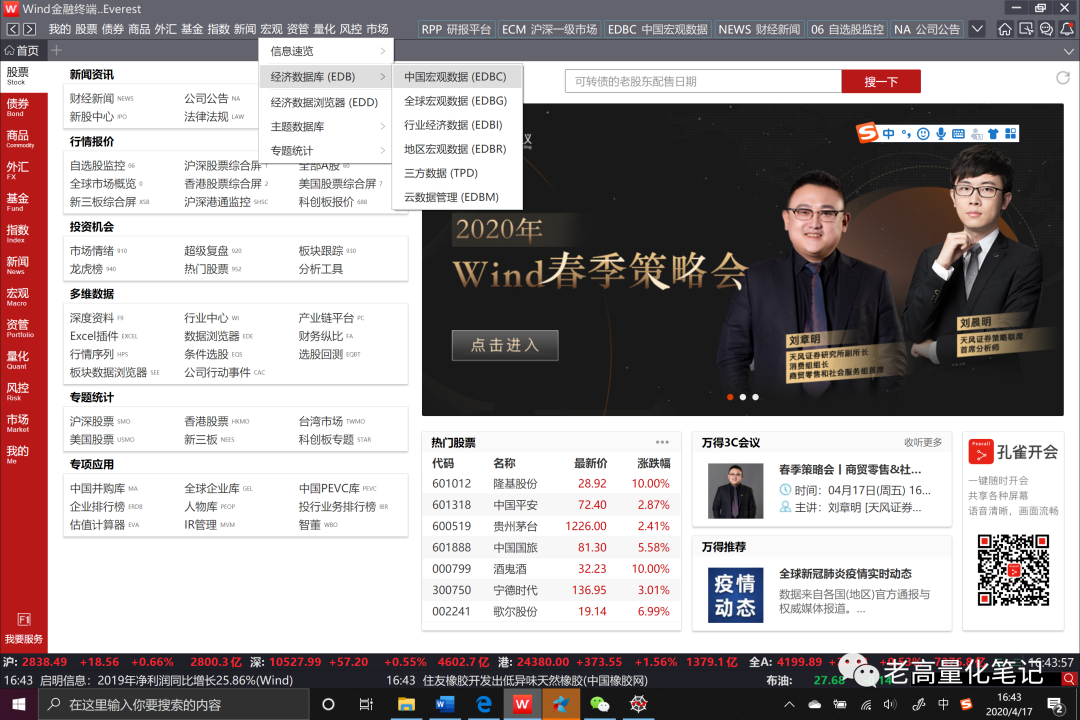 Wind金融终端..Everest
我的 股票 债券 商品 外汇 基金 指数 新闻 宏观 资管 量化 风控 市场
RPP 研报平台 ECM 沪深一级市场 EDBC 中国宏观数据 NEWS 财经新闻 06 自选股监控 NA 公司公告
首页
股票
Stock
债券
Bond
商品
Commodity
外汇
FX
基金
Fund
指数
Index
新闻
News
宏观
Macro
资管
Portfolio
量化
Quant
风控
Risk
市场
Market
我的
Me
F1
我要服务
新闻资讯
财经新闻 NEWS 公司公告 NA
新股中心 IPO 法律法规 LAW
行情报价
自选股监控 06 沪深股票综合屏 全部A股 60
全球市场概览 0 香港股票综合屏 2 美国股票综合屏 7
新三板综合屏 XSB 沪深港通监控 SHSC 科创板报价 688
投资机会
市场情绪 910 超级复盘 920 板块跟踪 930
龙虎榜 940 热门股票 952 分析工具
多维数据
深度资料 F9 行业中心 WI 产业链平台 PC
Excel插件 EXCEL 数据浏览器 EDE 财务纵比 FA
行情序列 HPS 条件选股 EQS 选股回测 EQBT
板块数据浏览器 SEE 公司行动事件 CAC
专题统计
沪深股票 SMO 香港股票 HKMO 台湾市场 TWMO
美国股票 USMO 新三板 NEES 科创板专题 STAR
专项应用
中国并购库 MA 全球企业库 GEL 中国PEVC库 PEVC
企业排行榜 ERDB 人物库 PEOP 投行业务排行榜 IBR
估值计算器 EVA IR管理 MVM 智董 WBO
信息速览
经济数据库 (EDB)
经济数据浏览器 (EDD)
主题数据库
专题统计
中国宏观数据 (EDBC)
全球宏观数据 (EDBG)
行业经济数据 (EDBI)
地区宏观数据 (EDBR)
三方数据 (TPD)
云数据管理 (EDBM)
可转债的老股东配售日期
搜一下
中
2020年
Wind春季策略会
点击进入
刘章明
天风证券研究所副所长
消费组组长
商贸零售和社会服务组首席
刘晨明
天风证券策略联席
首席分析师
热门股票
代码 名称 最新价 涨跌幅
601012 隆基股份 28.92 10.00%
601318 中国平安 72.40 2.87%
600519 贵州茅台 1226.00 2.41%
601888 中国国旅 81.30 5.58%
000799 酒鬼酒 32.23 10.00%
300750 宁德时代 136.95 3.01%
002241 歌尔股份 19.14 6.99%
万得3C会议 收听更多
春季策略会丨商贸零售&社...
时间：04月17日(周五) 16...
主讲：刘章明 [天风证券...
万得推荐
疫情
动态
全球新冠肺炎疫情实时动态
数据来自各国(地区)官方通报与
权威媒体报道。...
孔雀开会
一键随时开会
共享各种屏幕
语音清晰，画面流畅
沪: 2838.49 +18.56 +0.66% 2800.3亿 深: 10527.99 +57.20 +0.55% 4602.7亿 港: 24380.00 +373.55 +1.56% 1379.1亿 全A: 4199.89 16:43:57
16:43 启明信息：2019年净利润同比增长25.86%(Wind) 16:43 住友橡胶开发出低异味天然橡胶(中国橡胶网) 布油: 27.68
老高量化笔记
在这里输入你要搜索的内容
中
16:43
2020/4/17
2